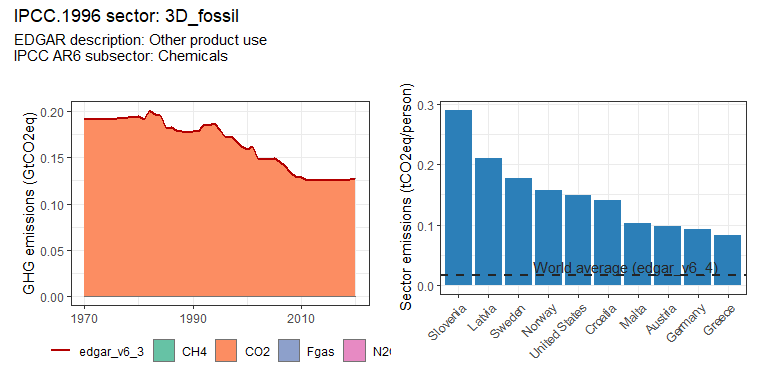 IPCC.1996 sector: 3D_fossil
EDGAR description: Other product use
IPCC AR6 subsector: Chemicals
GHG emissions (GtCO2eq)
0.20
0.15
0.10
0.05
0.00
1970
1990
2010
edgar_v6_3
CH4
CO2
Fgas
N2
Sector emissions (tCO2eq/person)
0.3
0.2
0.1
0.0
World average (edgar_v6_4)
Slovenia
Latvia
Sweden
Norway
United States
Croatia
Malta
Austria
Germany
Greece